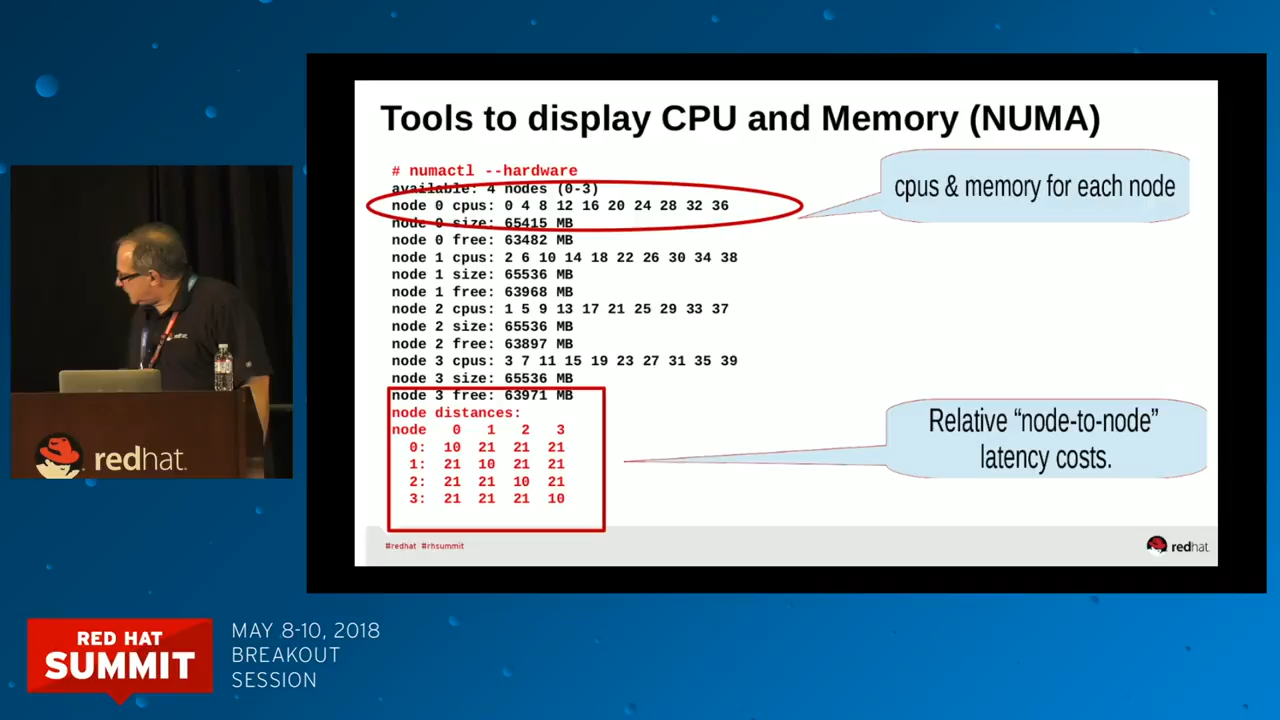 Tools to display CPU and Memory (NUMA)
# numactl --hardware
available: 4 nodes (0-3)
node 0 cpus: 0 4 8 12 16 20 24 28 32 36
node 0 size: 65415 MB
node 0 free: 63482 MB
node 1 cpus: 2 6 10 14 18 22 26 30 34 38
node 1 size: 65536 MB
node 1 free: 63968 MB
node 2 cpus: 1 5 9 13 17 21 25 29 33 37
node 2 size: 65536 MB
node 2 free: 63897 MB
node 3 cpus: 3 7 11 15 19 23 27 31 35 39
node 3 size: 65536 MB
node 3 free: 63971 MB
node distances:
node 0 1 2 3
0: 10 21 21 21
1: 21 10 21 21
2: 21 21 10 21
3: 21 21 21 10
cpus & memory for each node
Relative “node-to-node”
latency costs.
#redhat #rhsummit
redhat.
redhat.
RED HAT
SUMMIT
MAY 8-10, 2018
BREAKOUT
SESSION